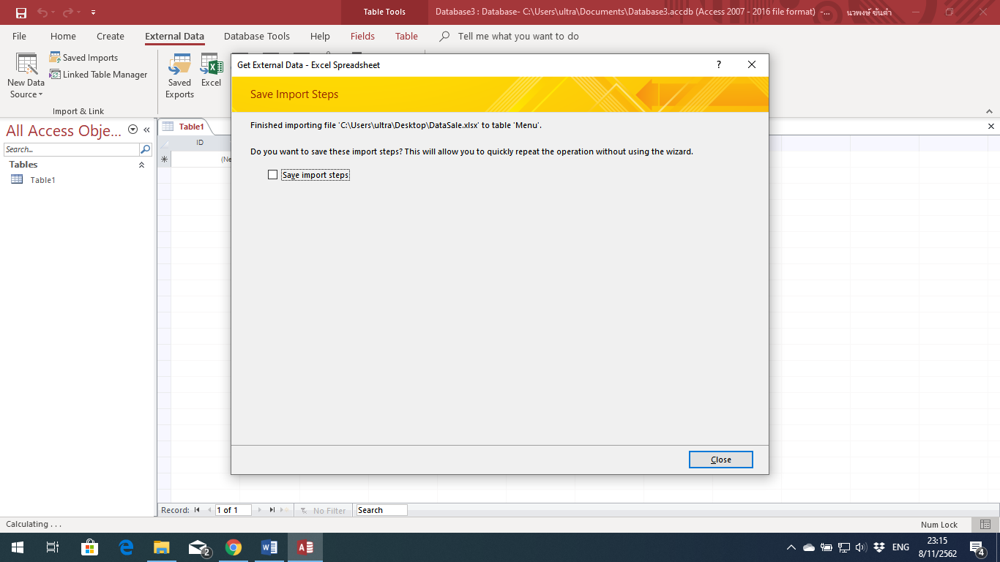 Table Tools
Database3 : Database- C:\Users\ultra\Documents\Database3.accdb (Access 2007 - 2016 file format) -...
นวพงษ์ ซันคำ
File Home Create External Data Database Tools Help Fields Table Tell me what you want to do
New Data Source
Saved Imports
Linked Table Manager
Import & Link
Saved Exports
Excel
Get External Data - Excel Spreadsheet
?
Save Import Steps
Finished importing file 'C:\Users\ultra\Desktop\DataSale.xlsx' to table 'Menu'.
Do you want to save these import steps? This will allow you to quickly repeat the operation without using the wizard.
Save import steps
Close
All Access Obje...
Search...
Tables
Table1
Table1
ID
(Ne
Record: 1 of 1 No Filter Search
Calculating . . .
Num Lock
2
ENG
23:15
8/11/2562
4